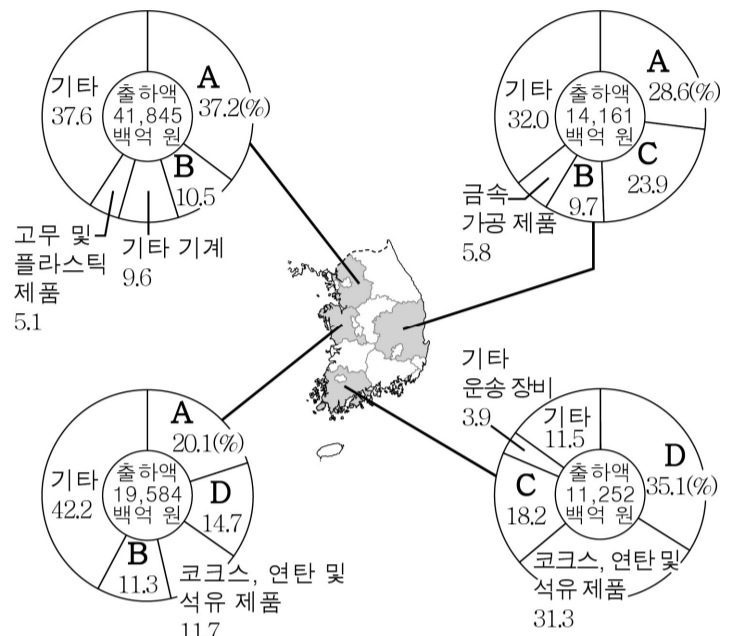 A
37.2(%)
B
10.5
기타 기계
9.6
고무 및
플라스틱
제품
5.1
기타
37.6
출하액
41,845
백억 원
A
28.6(%)
C
23.9
B
9.7
금속
가공 제품
5.8
기타
32.0
출하액
14,161
백억 원
A
20.1(%)
D
14.7
코크스, 연탄 및
석유 제품
11.7
B
11.3
기타
42.2
출하액
19,584
백억 원
D
35.1(%)
코크스, 연탄 및
석유 제품
31.3
C
18.2
기타
운송 장비
3.9
기타
11.5
출하액
11,252
백억 원